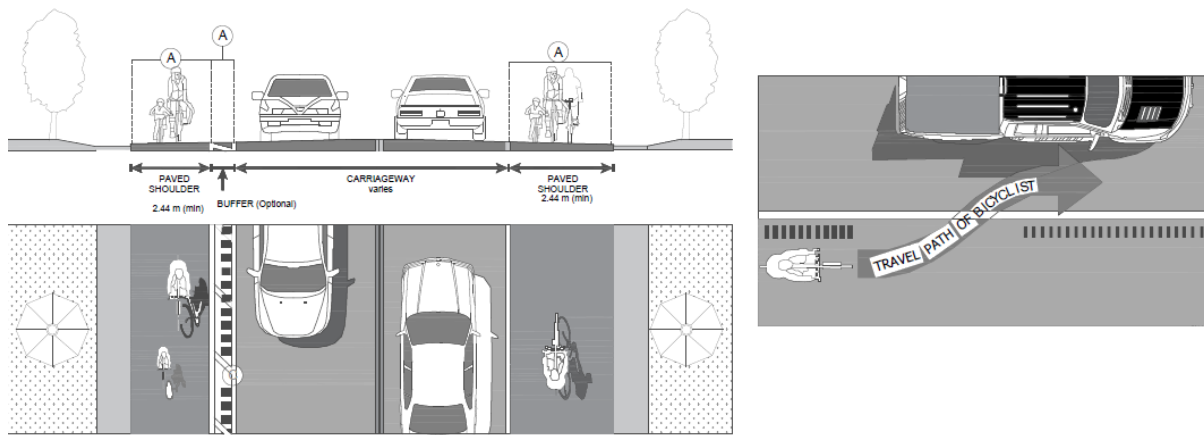 A
A
A
PAVED
SHOULDER
2.44 m (min)
BUFFER (Optional)
CARRIAGEWAY
varies
PAVED
SHOULDER
2.44 m (min)
TRAVEL PATH OF BICYCLIST